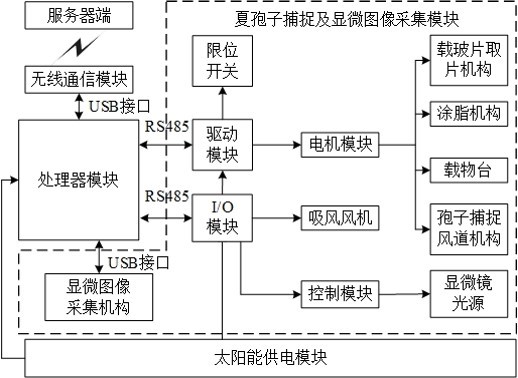 服务器端
夏孢子捕捉及显微图像采集模块
无线通信模块
限位
开关
载玻片取
片机构
USB接口
RS485
驱动
模块
电机模块
涂脂机构
处理器模块
载物台
RS485
I/O
模块
吸风风机
孢子捕捉
风道机构
USB接口
显微图像
采集机构
控制模块
显微镜
光源
太阳能供电模块